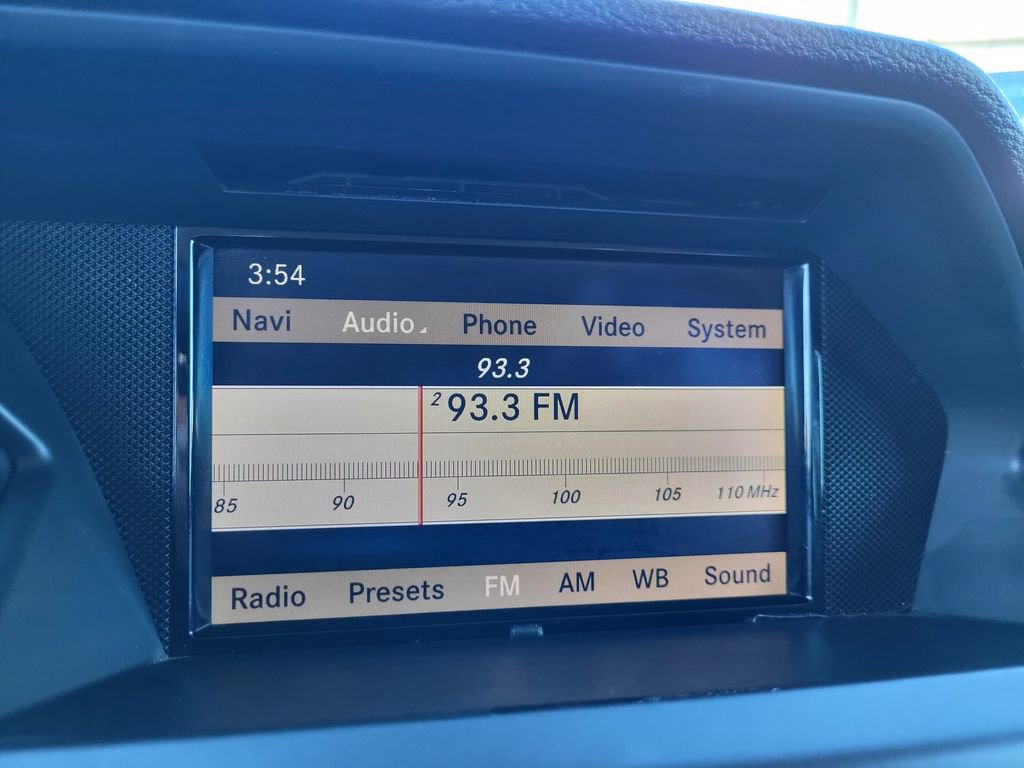 3:54
Navi Audio Phone Video System
93.3
2 93.3 FM
85 90 95 100 105 110 MHz
Radio Presets FM AM WB Sound